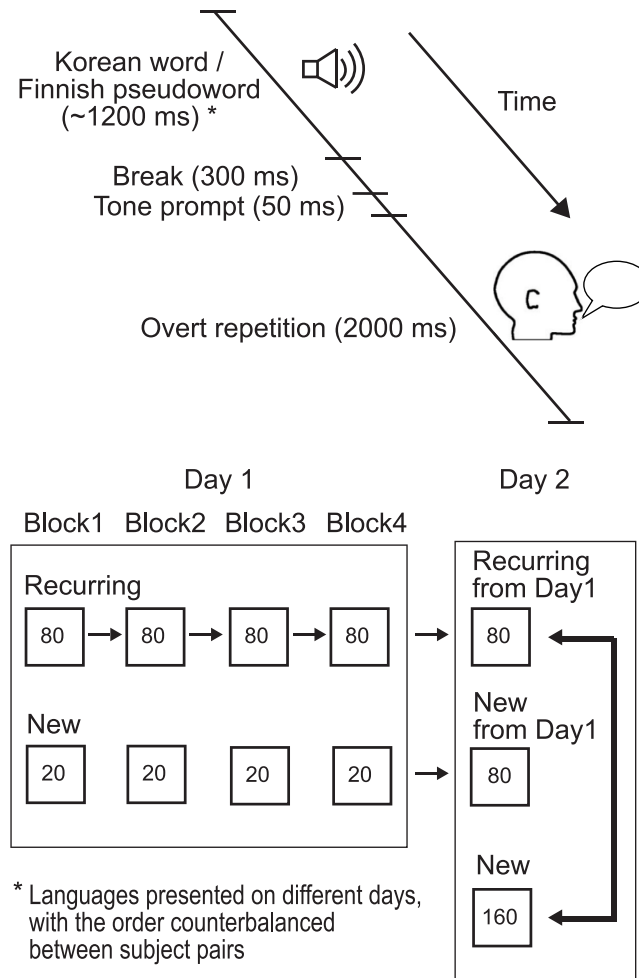 Korean word /
Finnish pseudoword
(~1200 ms) *
Time
Break (300 ms)
Tone prompt (50 ms)
Overt repetition (2000 ms)
Day 1
Day 2
Block1 Block2 Block3 Block4
Recurring
80 80 80 80
New
20 20 20 20
Recurring
from Day1
80
New
from Day1
80
New
160
* Languages presented on different days,
with the order counterbalanced
between subject pairs